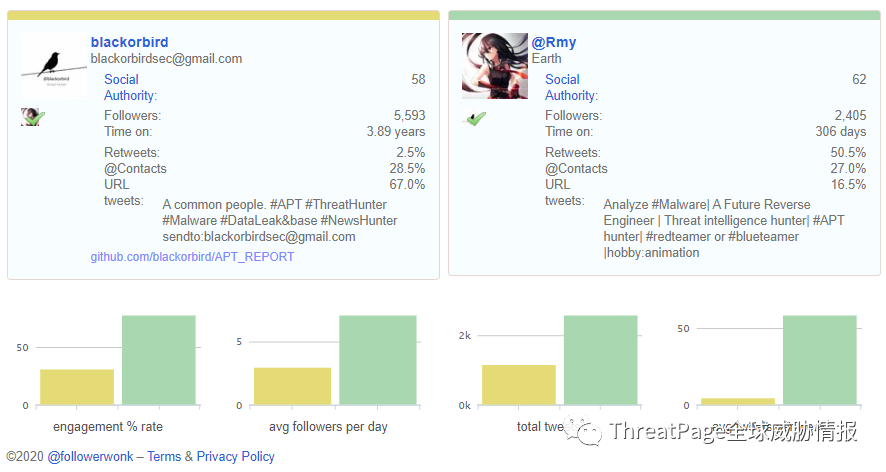 blackorbird
blackorbirdsec@gmail.com
Social Authority: 58
Followers: 5,593
Time on: 3.89 years
Retweets: 2.5%
@Contacts 28.5%
URL tweets: 67.0%
A common people. #APT #ThreatHunter
#Malware #DataLeak&base #NewsHunter
sendto:blackorbirdsec@gmail.com
github.com/blackorbird/APT_REPORT
@Rmy
Earth
Social Authority: 62
Followers: 2,405
Time on: 306 days
Retweets: 50.5%
@Contacts 27.0%
URL tweets: 16.5%
Analyze #Malware| A Future Reverse
Engineer | Threat intelligence hunter| #APT
hunter| #redteamer or #blueteamer
|hobby:animation
50
0
engagement % rate
5
0
avg followers per day
2k
0k
total
50
0
ThreatPage全球威胁情报
©2020 @followerwonk – Terms & Privacy Policy